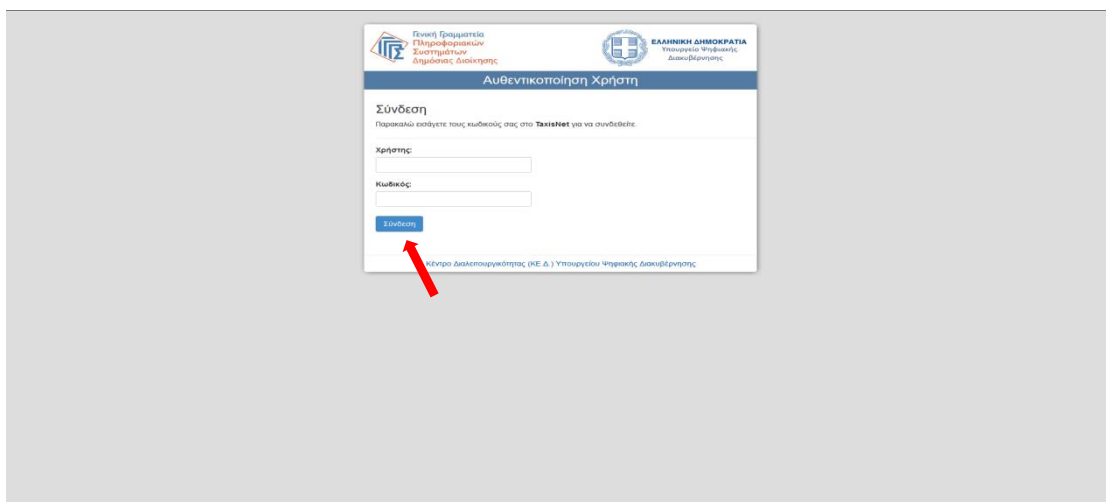 Γενική Γραμματεία
Πληροφοριακών
Συστημάτων
Δημόσιας Διοίκησης
ΕΛΛΗΝΙΚΗ ΔΗΜΟΚΡΑΤΙΑ
Υπουργείο Ψηφιακής
Διακυβέρνησης
Αυθεντικοποίηση Χρήστη
Σύνδεση
Παρακαλώ εισάγετε τους κωδικούς σας στο TaxisNet για να συνδεθείτε.
Χρήστης:
Κωδικός:
Σύνδεση
Κέντρο Διαλειτουργικότητας (ΚΕ.Δ.) Υπουργείου Ψηφιακής Διακυβέρνησης